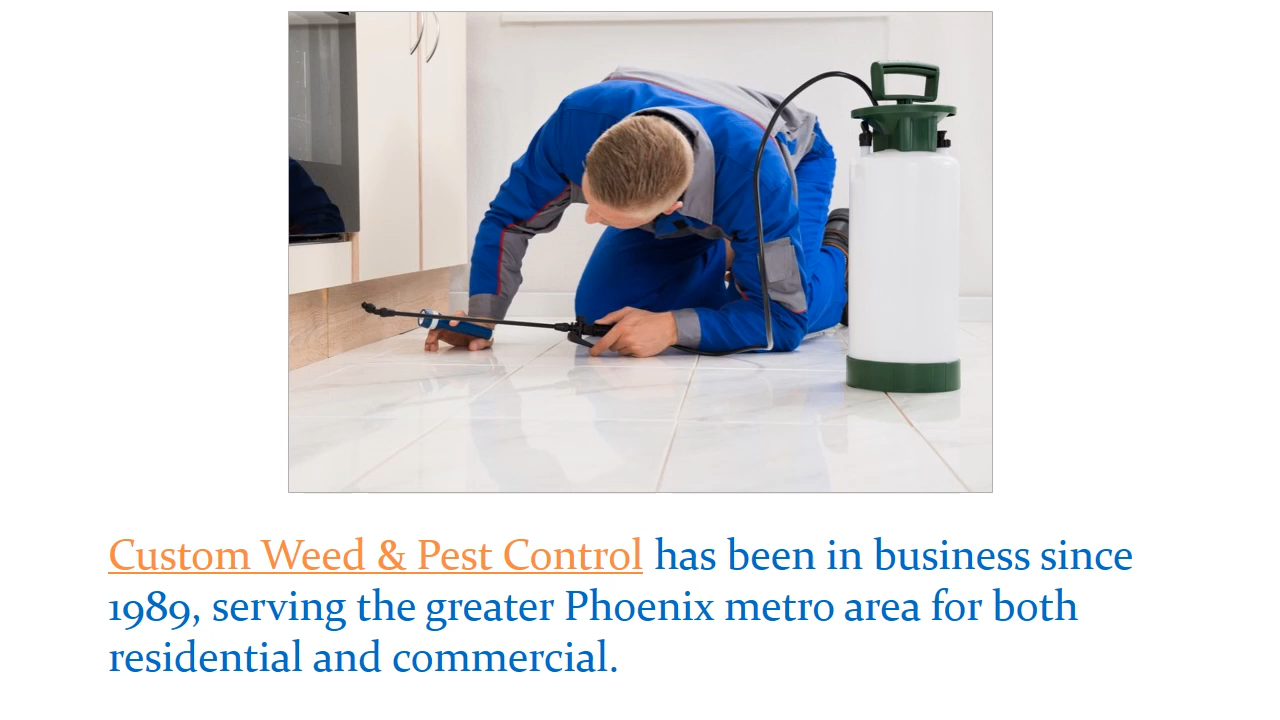 Custom Weed & Pest Control has been in business since
1989, serving the greater Phoenix metro area for both
residential and commercial.